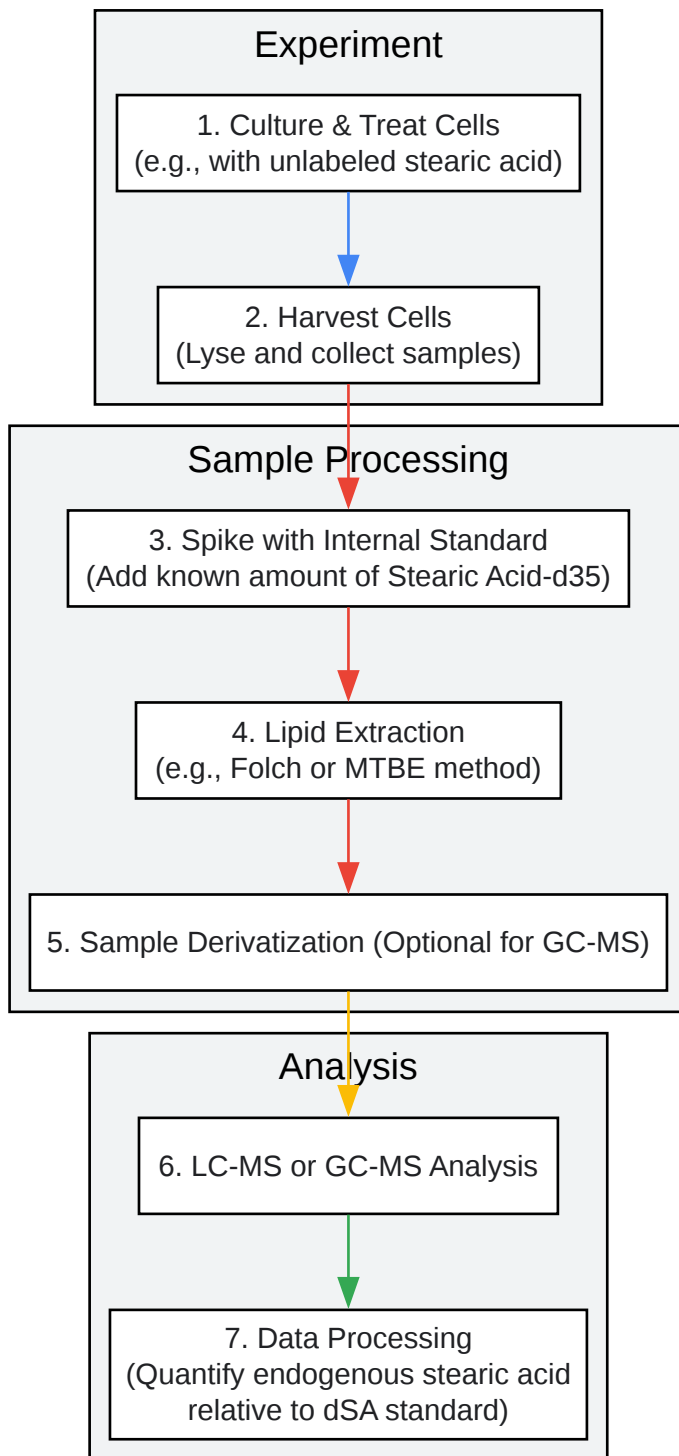 Experiment
1. Culture & Treat Cells
(e.g., with unlabeled stearic acid)
2. Harvest Cells
(Lyse and collect samples)
Sample Processing
3. Spike with Internal Standard
(Add known amount of Stearic Acid-d35)
4. Lipid Extraction
(e.g., Folch or MTBE method)
5. Sample Derivatization (Optional for GC-MS)
Analysis
6. LC-MS or GC-MS Analysis
7. Data Processing
(Quantify endogenous stearic acid
relative to dSA standard)